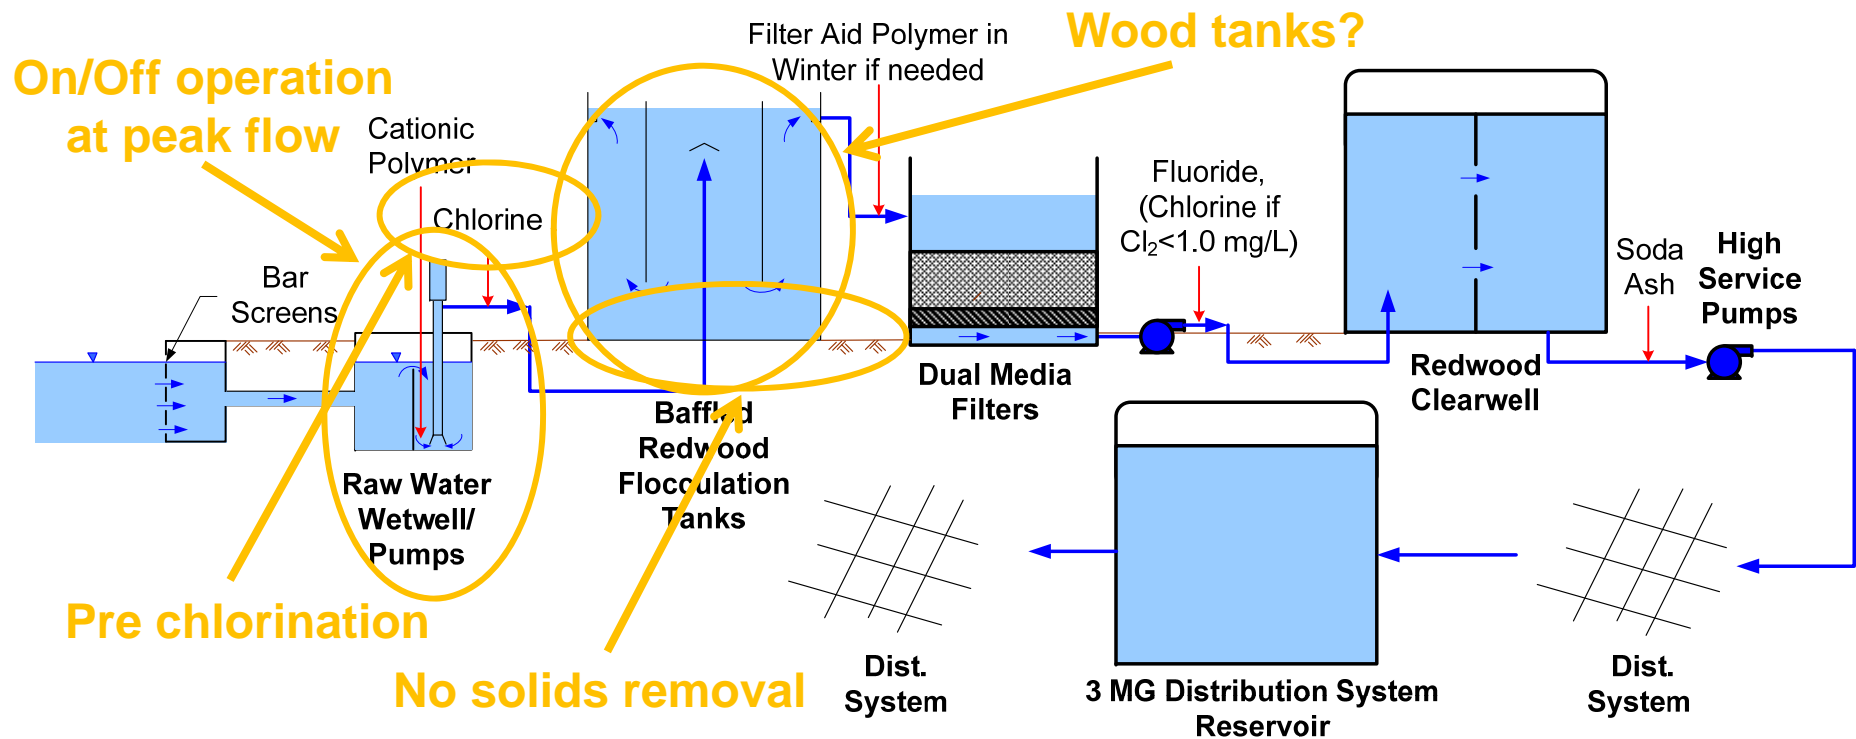 On/Off operation
at peak flow
Cationic
Polymer
Chlorine
Bar
Screens
Filter Aid Polymer in
Winter if needed
Wood tanks?
Fluoride,
(Chlorine if
Cl₂<1.0 mg/L)
Soda
Ash
High
Service
Pumps
Raw Water
Wetwell/
Pumps
Baffled
Redwood
Flocculation
Tanks
Dual Media
Filters
Redwood
Clearwell
Pre chlorination
No solids removal
Dist.
System
3 MG Distribution System
Reservoir
Dist.
System